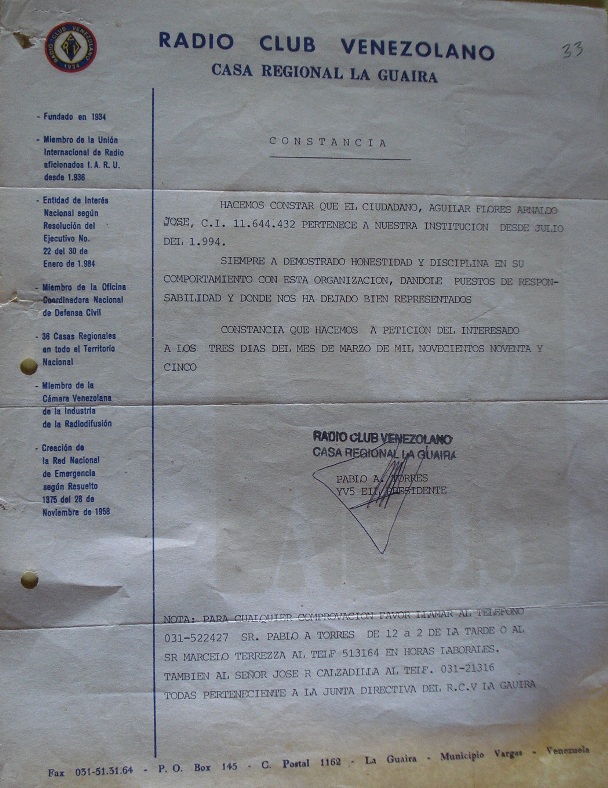 RADIO CLUB VENEZOLANO
1934
RADIO CLUB VENEZOLANO
CASA REGIONAL LA GUAIRA
33
- Fundado en 1934
- Miembro de la Unión
Internacional de Radio
aficionados I. A. R. U.
desde 1.936
- Entidad de Interés
Nacional según
Resolución del
Ejecutivo No.
22 del 30 de
Enero de 1.984
- Miembro de la Oficina
Coordinadora Nacional
de Defensa Civil
- 36 Casas Regionales
en todo el Territorio
Nacional
- Miembro de la
Cámara Venezolana
de la Industria
de la Radiodifusión
- Creación de
la Red Nacional
de Emergencia
según Resuelto
1375 del 28 de
Noviembre de 1958
CONSTANCIA
HACEMOS CONSTAR QUE EL CIUDADANO, AGUILAR FLORES ARNALDO
JOSE, C.I. 11.644.432 PERTENECE A NUESTRA INSTITUCION DESDE JULIO
DEL 1.994.
SIEMPRE A DEMOSTRADO HONESTIDAD Y DISCIPLINA EN SU
COMPORTAMIENTO CON ESTA ORGANIZACION, DANDOLE PUESTOS DE RESPON-
SABILIDAD Y DONDE NOS HA DEJADO BIEN REPRESENTADOS
CONSTANCIA QUE HACEMOS A PETICION DEL INTERESADO
A LOS TRES DIAS DEL MES DE MARZO DE MIL NOVECIENTOS NOVENTA Y
CINCO
RADIO CLUB VENEZOLANO
CASA REGIONAL LA GUAIRA
PABLO A. TORRES
YV5 EII PRESIDENTE
NOTA: PARA CUALQUIER COMPROVACION FAVOR LLAMAR AL TELEFONO
031-522427 SR. PABLO A TORRES DE 12 a 2 DE LA TARDE O AL
SR MARCELO TERREZZA AL TELF 513164 EN HORAS LABORALES.
TAMBIEN AL SEÑOR JOSE R CALZADILLA AL TELF. 031-21316
TODAS PERTENECIENTE A LA JUNTA DIRECTIVA DEL R.C.V LA GAUIRA
Fax 031-51.31.64 - P. O. Box 145 - C. Postal 1162 - La Guaira - Municipio Vargas - Venezuela